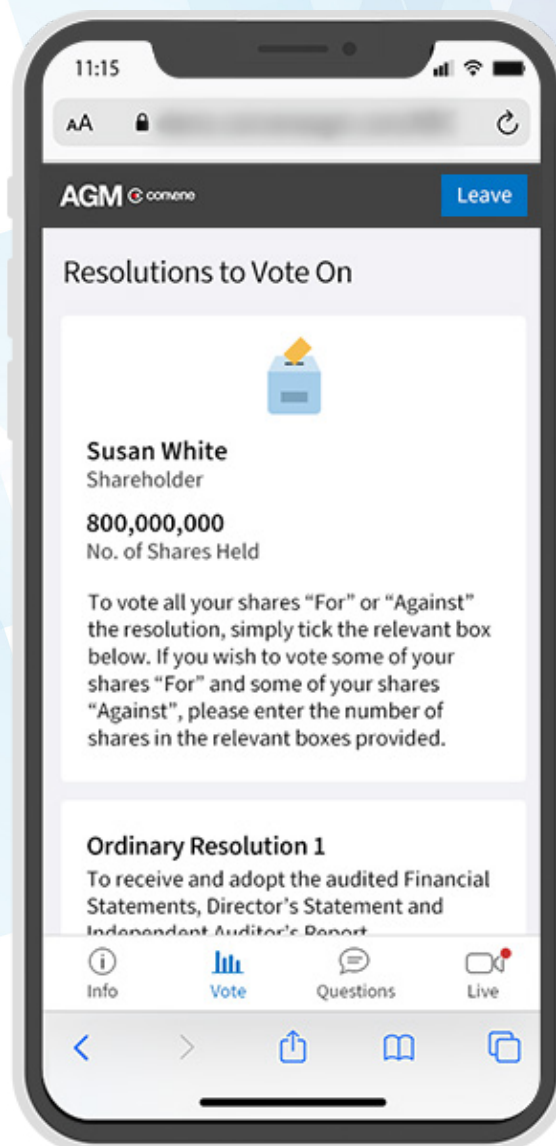 11:15
AA
AGM convene
Leave
Resolutions to Vote On
Susan White
Shareholder
800,000,000
No. of Shares Held
To vote all your shares “For” or “Against”
the resolution, simply tick the relevant box
below. If you wish to vote some of your
shares “For” and some of your shares
“Against”, please enter the number of
shares in the relevant boxes provided.
Ordinary Resolution 1
To receive and adopt the audited Financial
Statements, Director’s Statement and
Independent Auditor’s Report
Info
Vote
Questions
Live